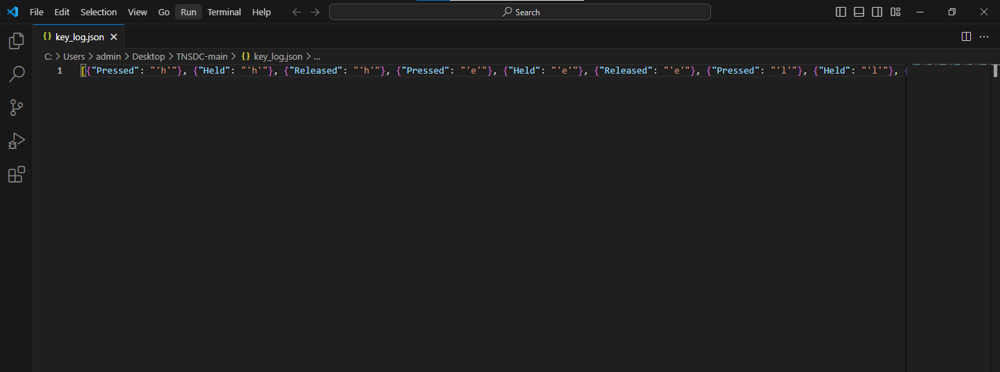 File Edit Selection View Go Run Terminal Help Search
key_log.json
C: > Users > admin > Desktop > TNSDC-main > {} key_log.json > ...
1 [{"Pressed": "'h'"}, {"Held": "'h'"}, {"Released": "'h'"}, {"Pressed": "'e'"}, {"Held": "'e'"}, {"Released": "'e'"}, {"Pressed": "'l'"}, {"Held": "'l'"}, {